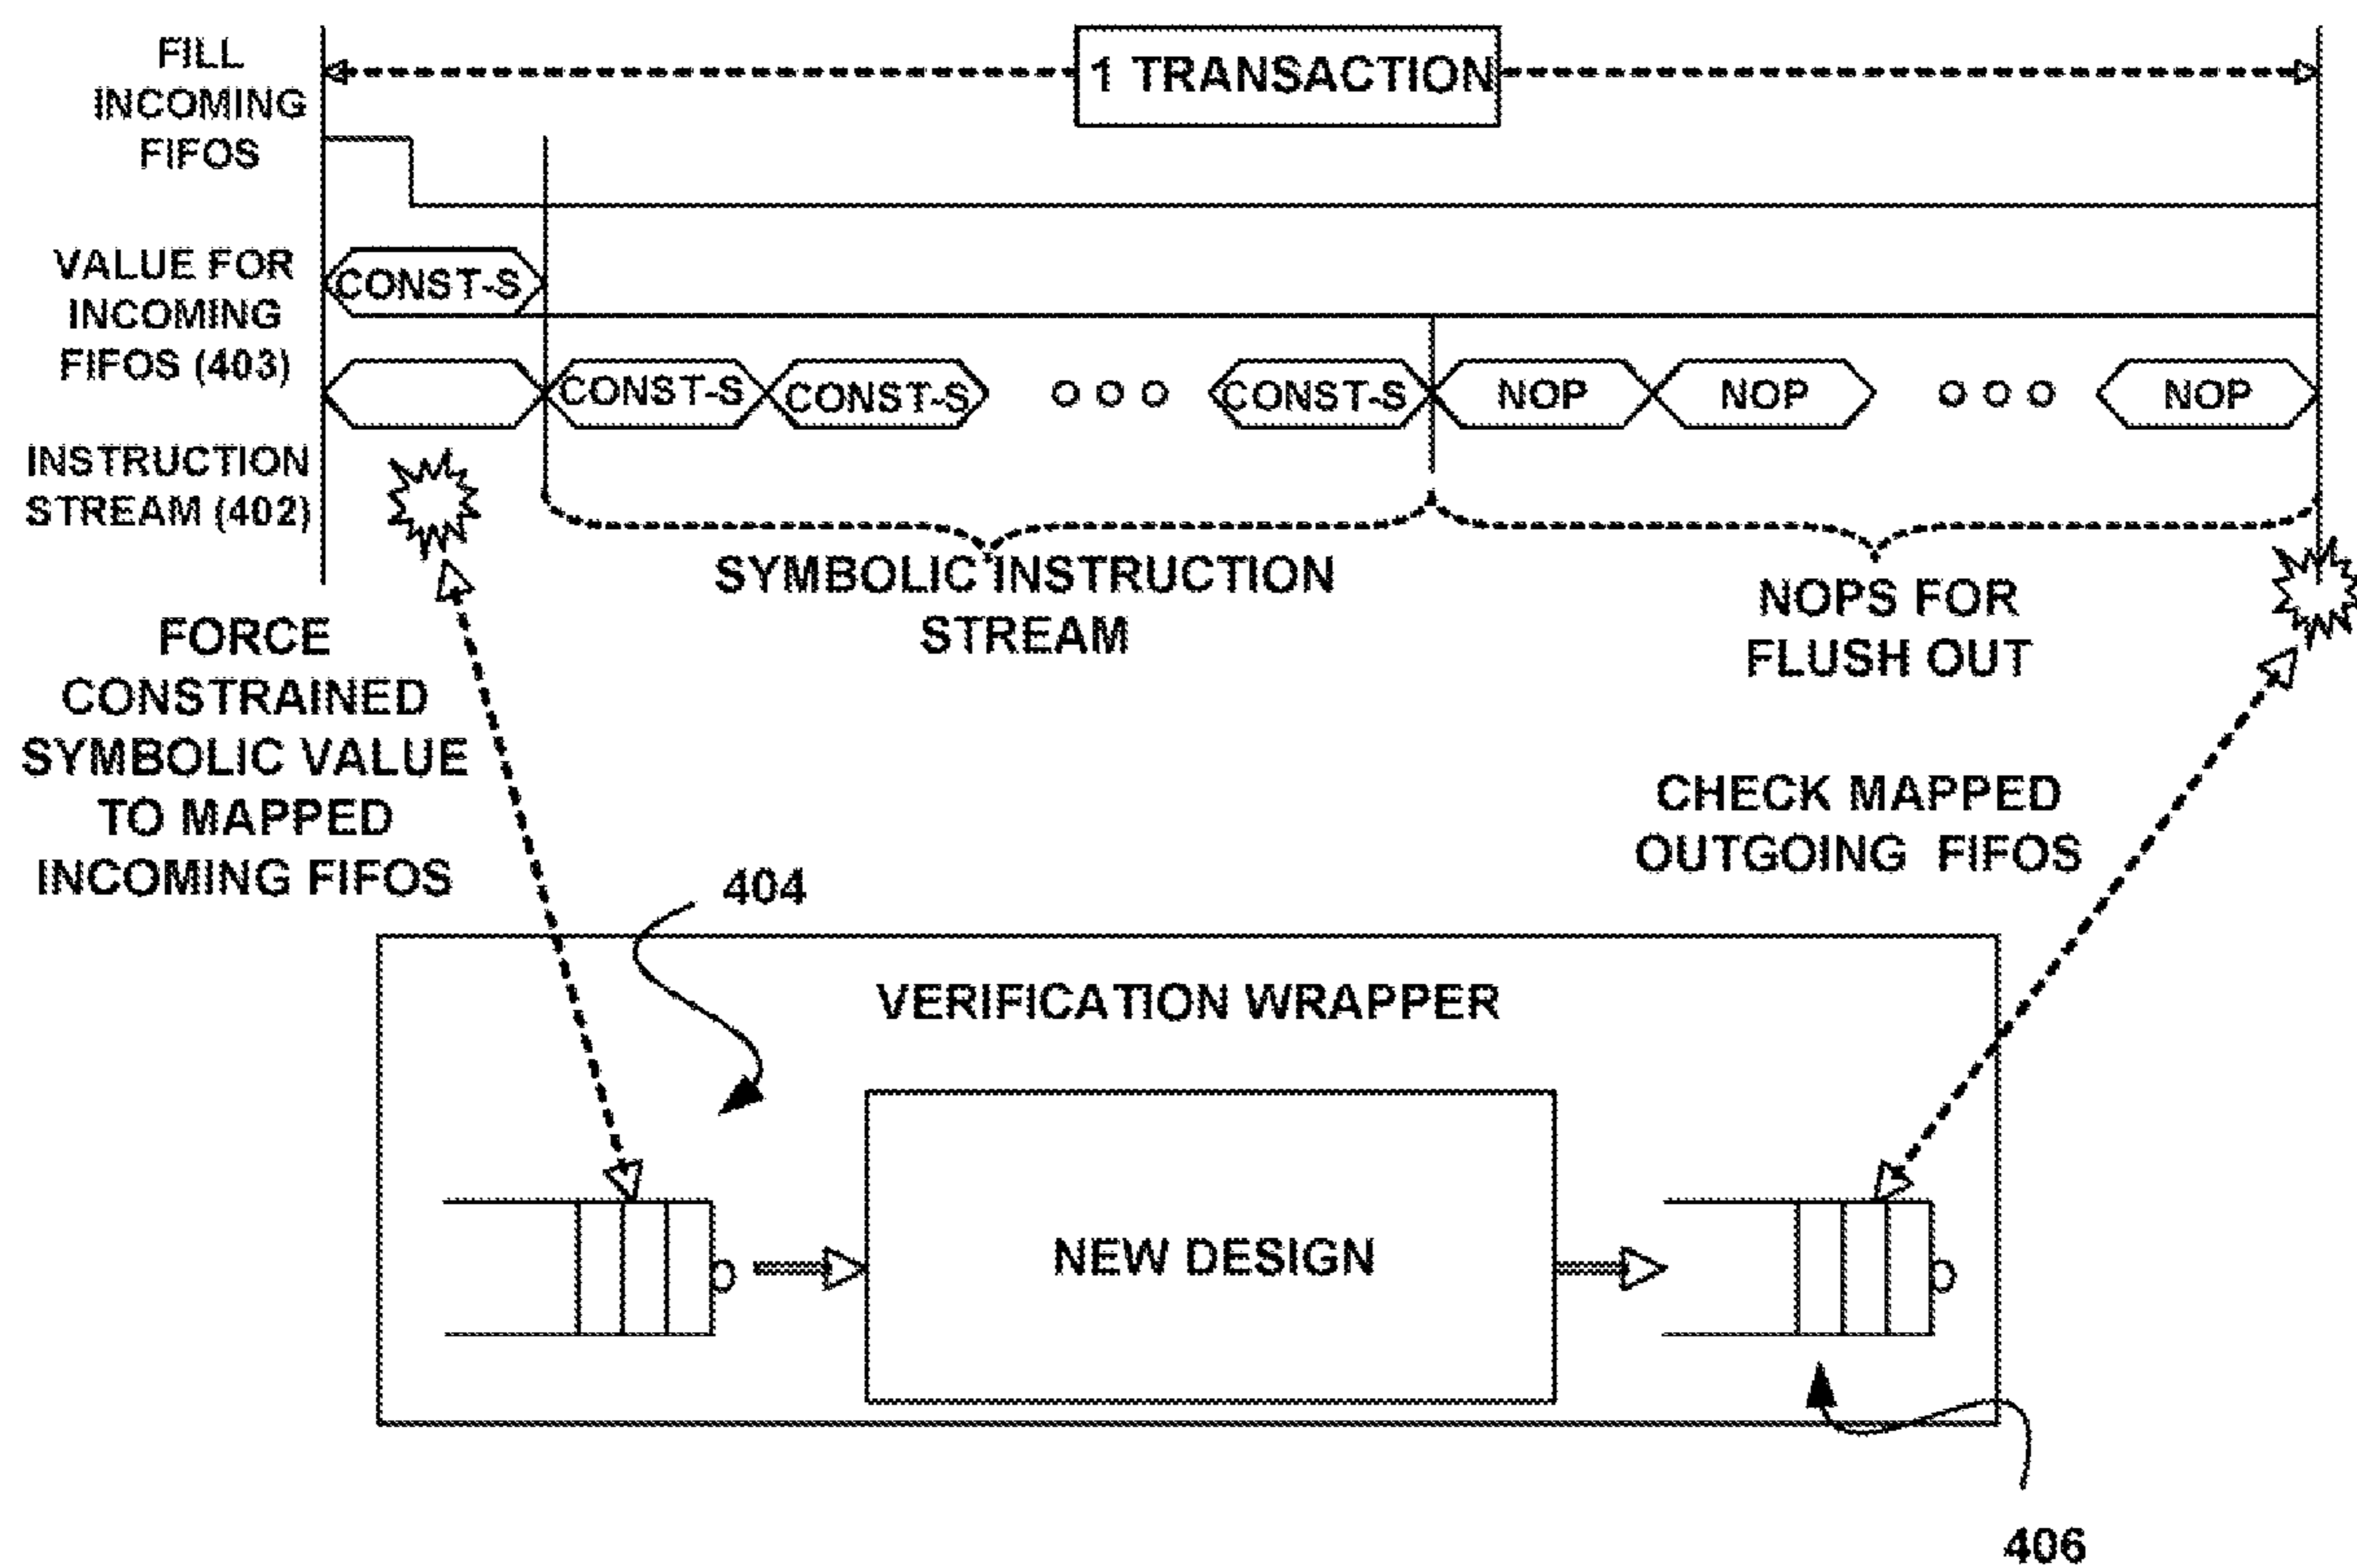 FILL
INCOMING
FIFOS
1 TRANSACTION
VALUE FOR
INCOMING
FIFOS (403)
CONST-S
INSTRUCTION
STREAM (402)
CONST-S CONST-S CONST-S NOP NOP NOP
SYMBOLIC INSTRUCTION
STREAM
NOPS FOR
FLUSH OUT
FORCE
CONSTRAINED
SYMBOLIC VALUE
TO MAPPED
INCOMING FIFOS
CHECK MAPPED
OUTGOING FIFOS
404
VERIFICATION WRAPPER
NEW DESIGN
406